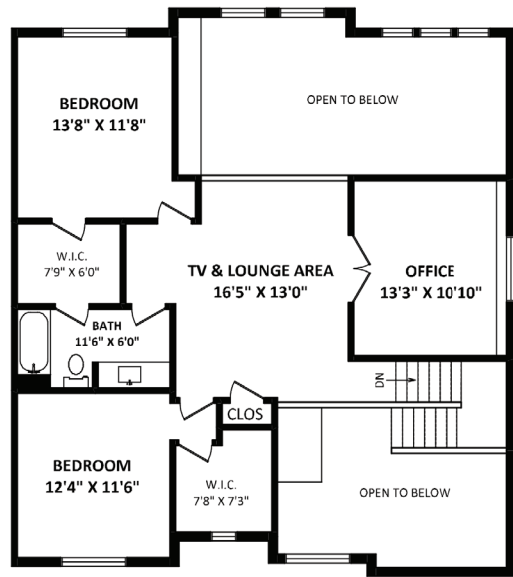 BEDROOM
13'8" X 11'8"
OPEN TO BELOW
W.I.C.
7'9" X 6'0"
TV & LOUNGE AREA
16'5" X 13'0"
OFFICE
13'3" X 10'10"
BATH
11'6" X 6'0"
DN
CLOS
BEDROOM
12'4" X 11'6"
W.I.C.
7'8" X 7'3"
OPEN TO BELOW